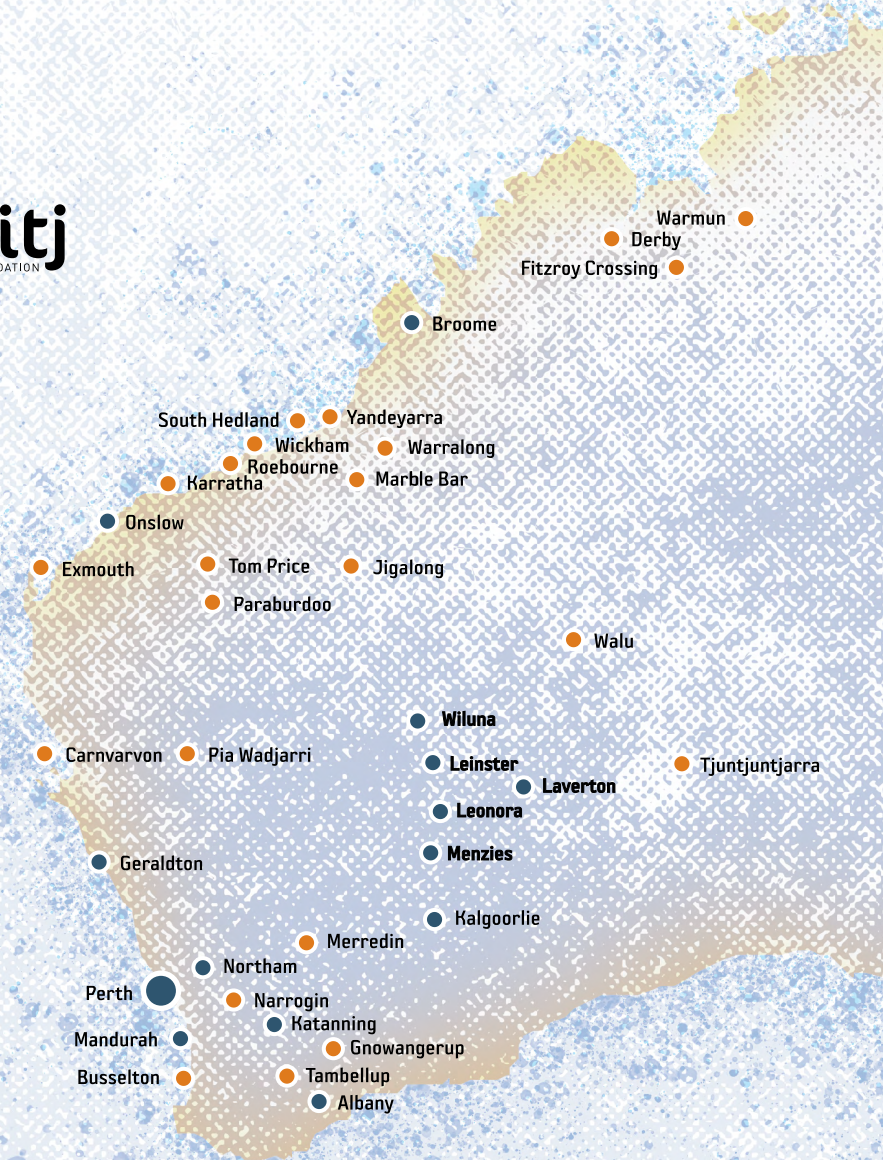 itj
DATION
Warmun
Derby
Fitzroy Crossing
Broome
South Hedland
Yandeyarra
Wickham
Warralong
Roebourne
Marble Bar
Karratha
Onslow
Exmouth
Tom Price
Jigalong
Paraburdoo
Walu
Wiluna
Carnvarvon
Pia Wadjarri
Leinster
Tjuntjuntjarra
Laverton
Leonora
Menzies
Geraldton
Kalgoorlie
Merredin
Northam
Perth
Narrogin
Katanning
Mandurah
Gnowangerup
Busselton
Tambellup
Albany